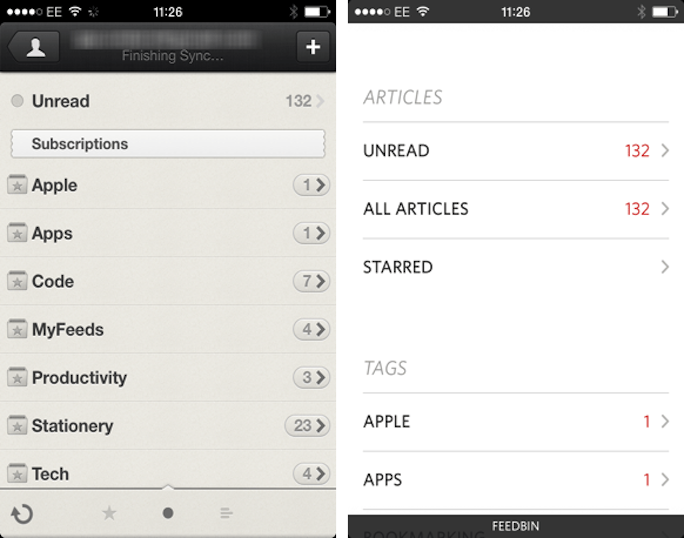 EE
11:26
Finishing Sync...
Unread 132
Subscriptions
Apple 1
Apps 1
Code 7
MyFeeds 4
Productivity 3
Stationery 23
Tech 4
EE
11:26
ARTICLES
UNREAD 132
ALL ARTICLES 132
STARRED
TAGS
APPLE 1
APPS 1
BOOKMARKING
FEEDBIN